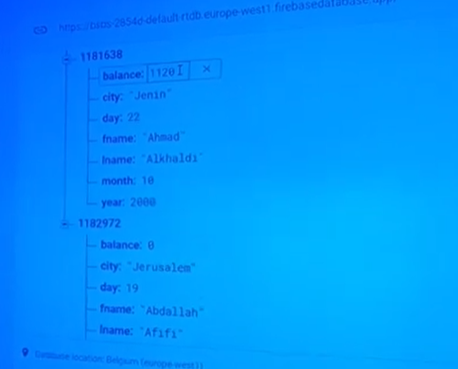 https://bsds-2654d-default-rtdb.europe-west1.firebasedatabase.app
1181638
balance: 1120 ×
city: "Jenin"
day: 22
fname: "Ahmad"
lname: "Alkhaldi"
month: 10
year: 2000
1182972
balance: 0
city: "Jerusalem"
day: 19
fname: "Abdallah"
lname: "Afifi"
Database location: Belgium (europe-west1)